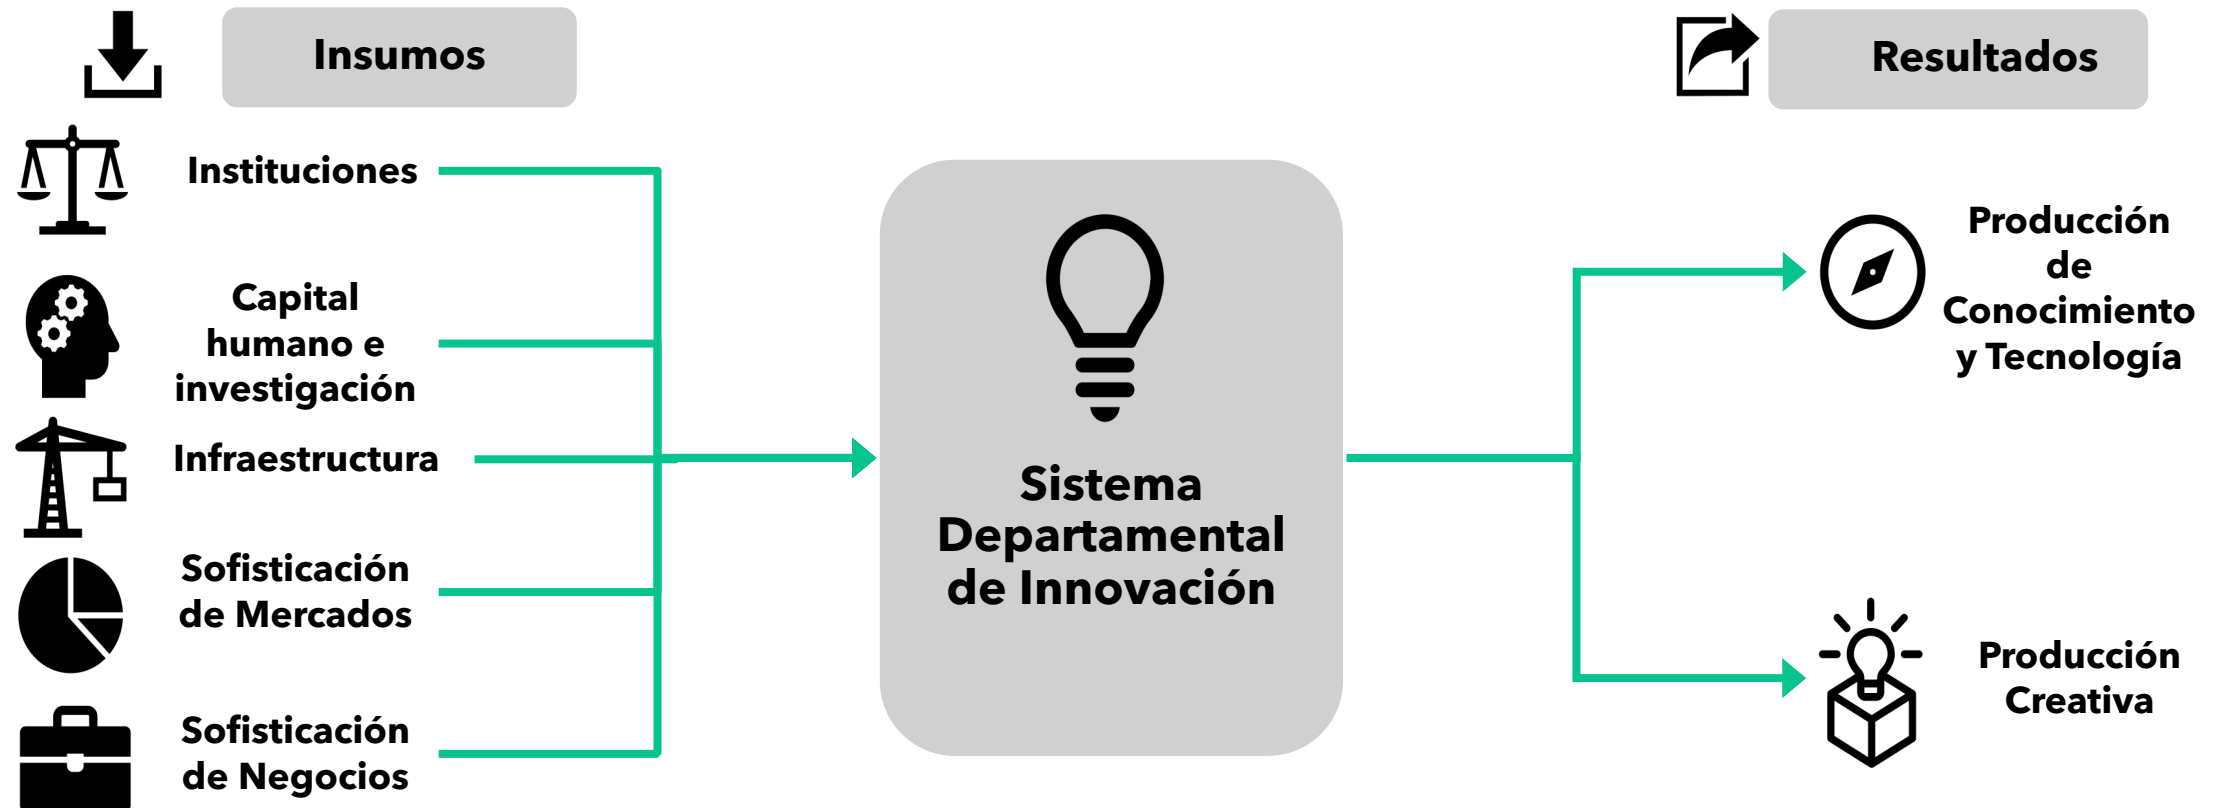 Insumos
Instituciones
Capital
humano e
investigación
Infraestructura
Sofisticación
de Mercados
Sofisticación
de Negocios
Sistema
Departamental
de Innovación
Resultados
Producción
de
Conocimiento
y Tecnología
Producción
Creativa